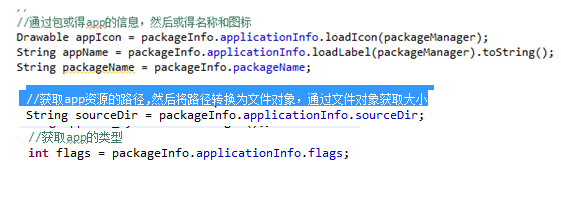 //通过包或得app的信息，然后或得名称和图标
Drawable appIcon = packageInfo.applicationInfo.loadIcon(packageManager);
String appName = packageInfo.applicationInfo.loadLabel(packageManager).toString();
String packageName = packageInfo.packageName;
//获取app资源的路径,然后将路径转换为文件对象，通过文件对象获取大小
String sourceDir = packageInfo.applicationInfo.sourceDir;
//获取app的类型
int flags = packageInfo.applicationInfo.flags;